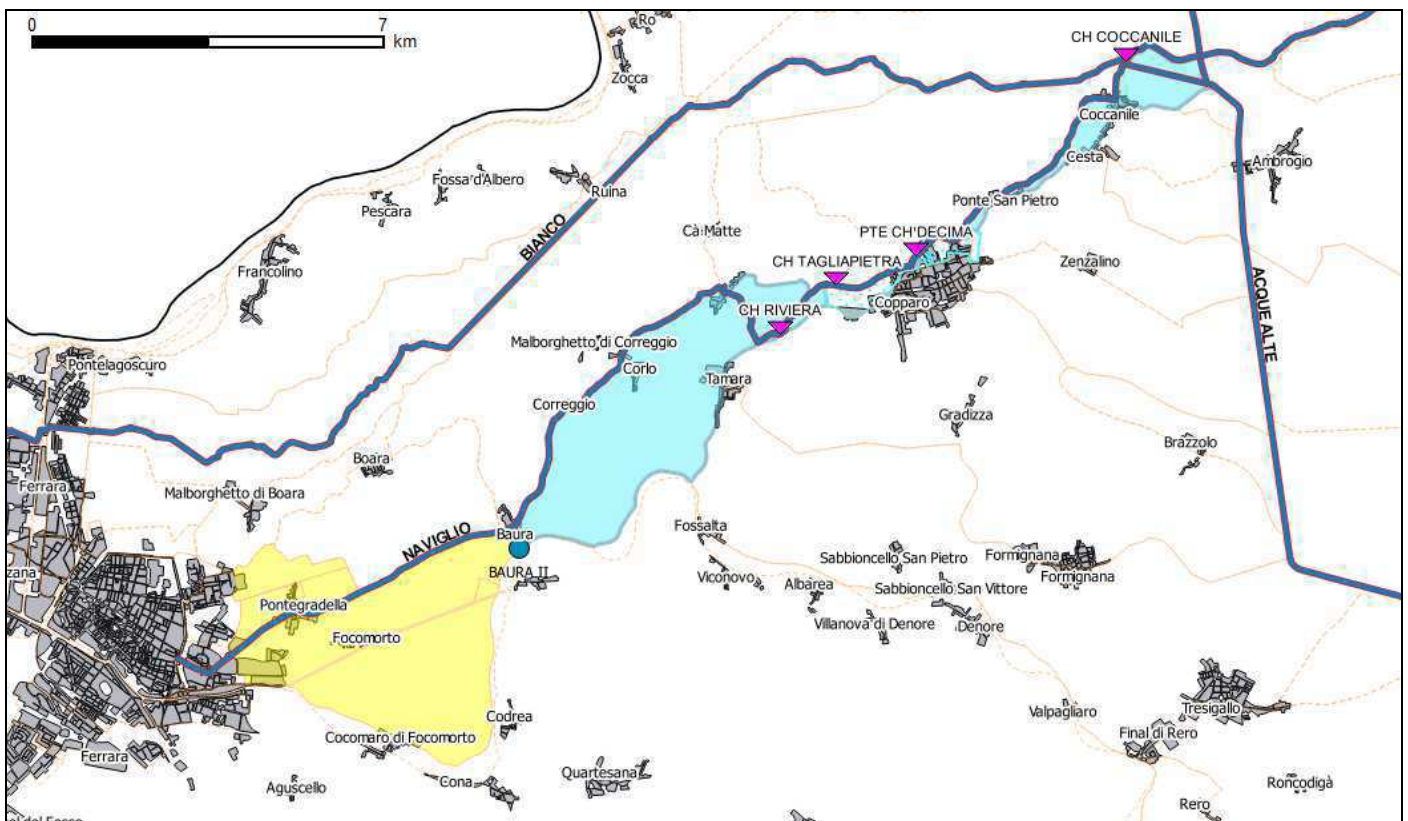 0
7
km
Ro
Zocca
CH COCCANILE
Coccanile
Cesta
Ambrogio
Fossa d'Albero
Ruina
Pescara
Ponte San Pietro
BIANCO
Cà Matte
PTE CH'DECIMA
CH TAGLIAPIETRA
Zenzalino
Francolino
Copparo
CH RIVIERA
ACQUE ALTE
Malborghetto di Correggio
Pontelagoscuro
Corlo
Tamara
Correggio
Gradizza
Brazzolo
Boara
Ferrara
Malborghetto di Boara
NAVIGLIO
Baura
Fossalta
BAURA II
Sabbioncello San Pietro
Formignana
zana
Viconovo
Albarea
Sabbioncello San Vittore
Formignana
Pontegradella
Villanova di Denore
Denore
Focomorto
Codrea
Valpagliaro
Tresigallo
Cocomaro di Focomorto
Final di Rero
Ferrara
Cona
Quartesana
Aguscello
Roncodigà
Rero